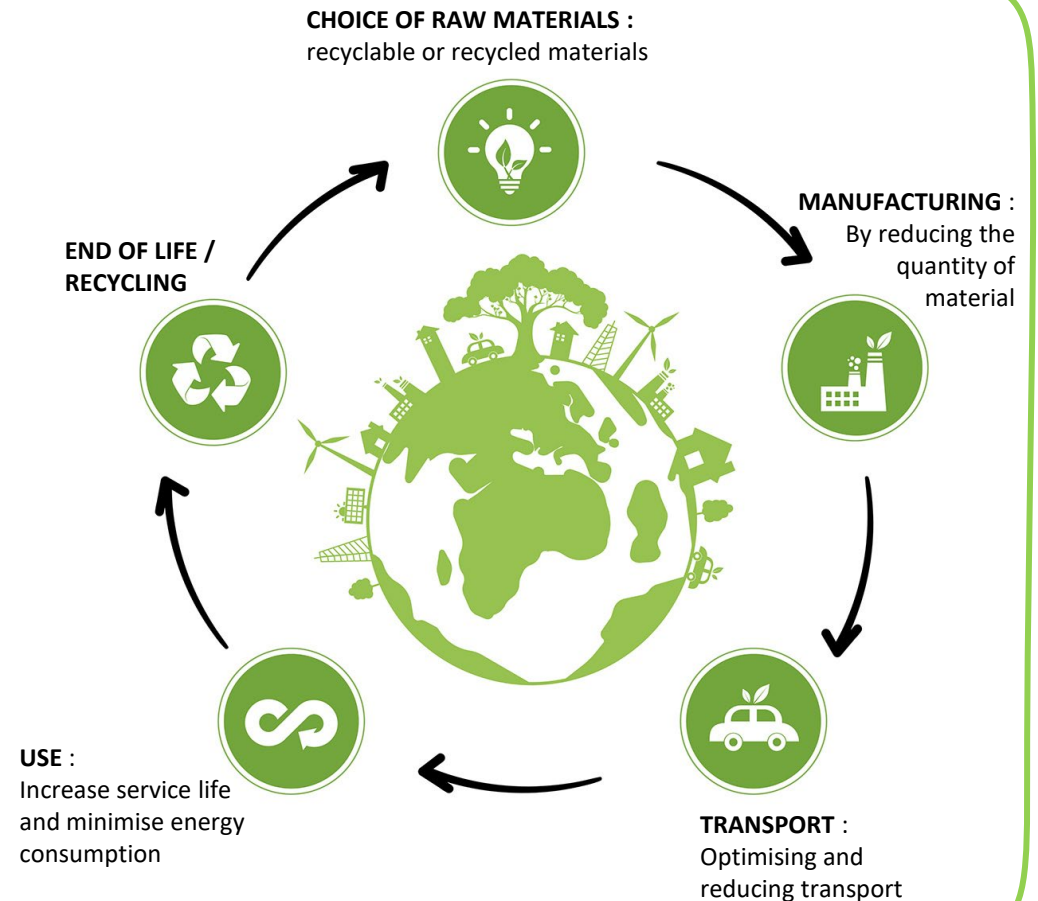 CHOICE OF RAW MATERIALS :
recyclable or recycled materials
MANUFACTURING :
By reducing the
quantity of
material
TRANSPORT :
Optimising and
reducing transport
USE :
Increase service life
and minimise energy
consumption
END OF LIFE /
RECYCLING